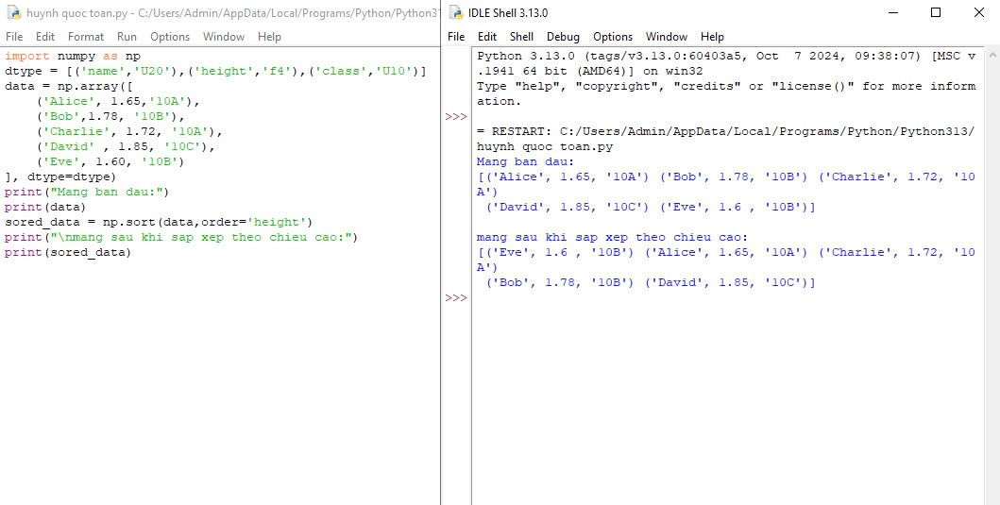 huynh quoc toan.py - C:/Users/Admin/AppData/Local/Programs/Python/Python31
File Edit Format Run Options Window Help
import numpy as np
dtype = [('name','U20'),('height','f4'),('class','U10')]
data = np.array([
    ('Alice', 1.65,'10A'),
    ('Bob',1.78, '10B'),
    ('Charlie', 1.72, '10A'),
    ('David' , 1.85, '10C'),
    ('Eve', 1.60, '10B')
], dtype=dtype)
print("Mang ban dau:")
print(data)
sored_data = np.sort(data,order='height')
print("\nmang sau khi sap xep theo chieu cao:")
print(sored_data)
IDLE Shell 3.13.0
File Edit Shell Debug Options Window Help
Python 3.13.0 (tags/v3.13.0:60403a5, Oct  7 2024, 09:38:07) [MSC v
.1941 64 bit (AMD64)] on win32
Type "help", "copyright", "credits" or "license()" for more inform
ation.
>>>
= RESTART: C:/Users/Admin/AppData/Local/Programs/Python/Python313/
huynh quoc toan.py
Mang ban dau:
[('Alice', 1.65, '10A') ('Bob', 1.78, '10B') ('Charlie', 1.72, '10
A')
 ('David', 1.85, '10C') ('Eve', 1.6 , '10B')]
mang sau khi sap xep theo chieu cao:
[('Eve', 1.6 , '10B') ('Alice', 1.65, '10A') ('Charlie', 1.72, '10
A')
 ('Bob', 1.78, '10B') ('David', 1.85, '10C')]
>>>